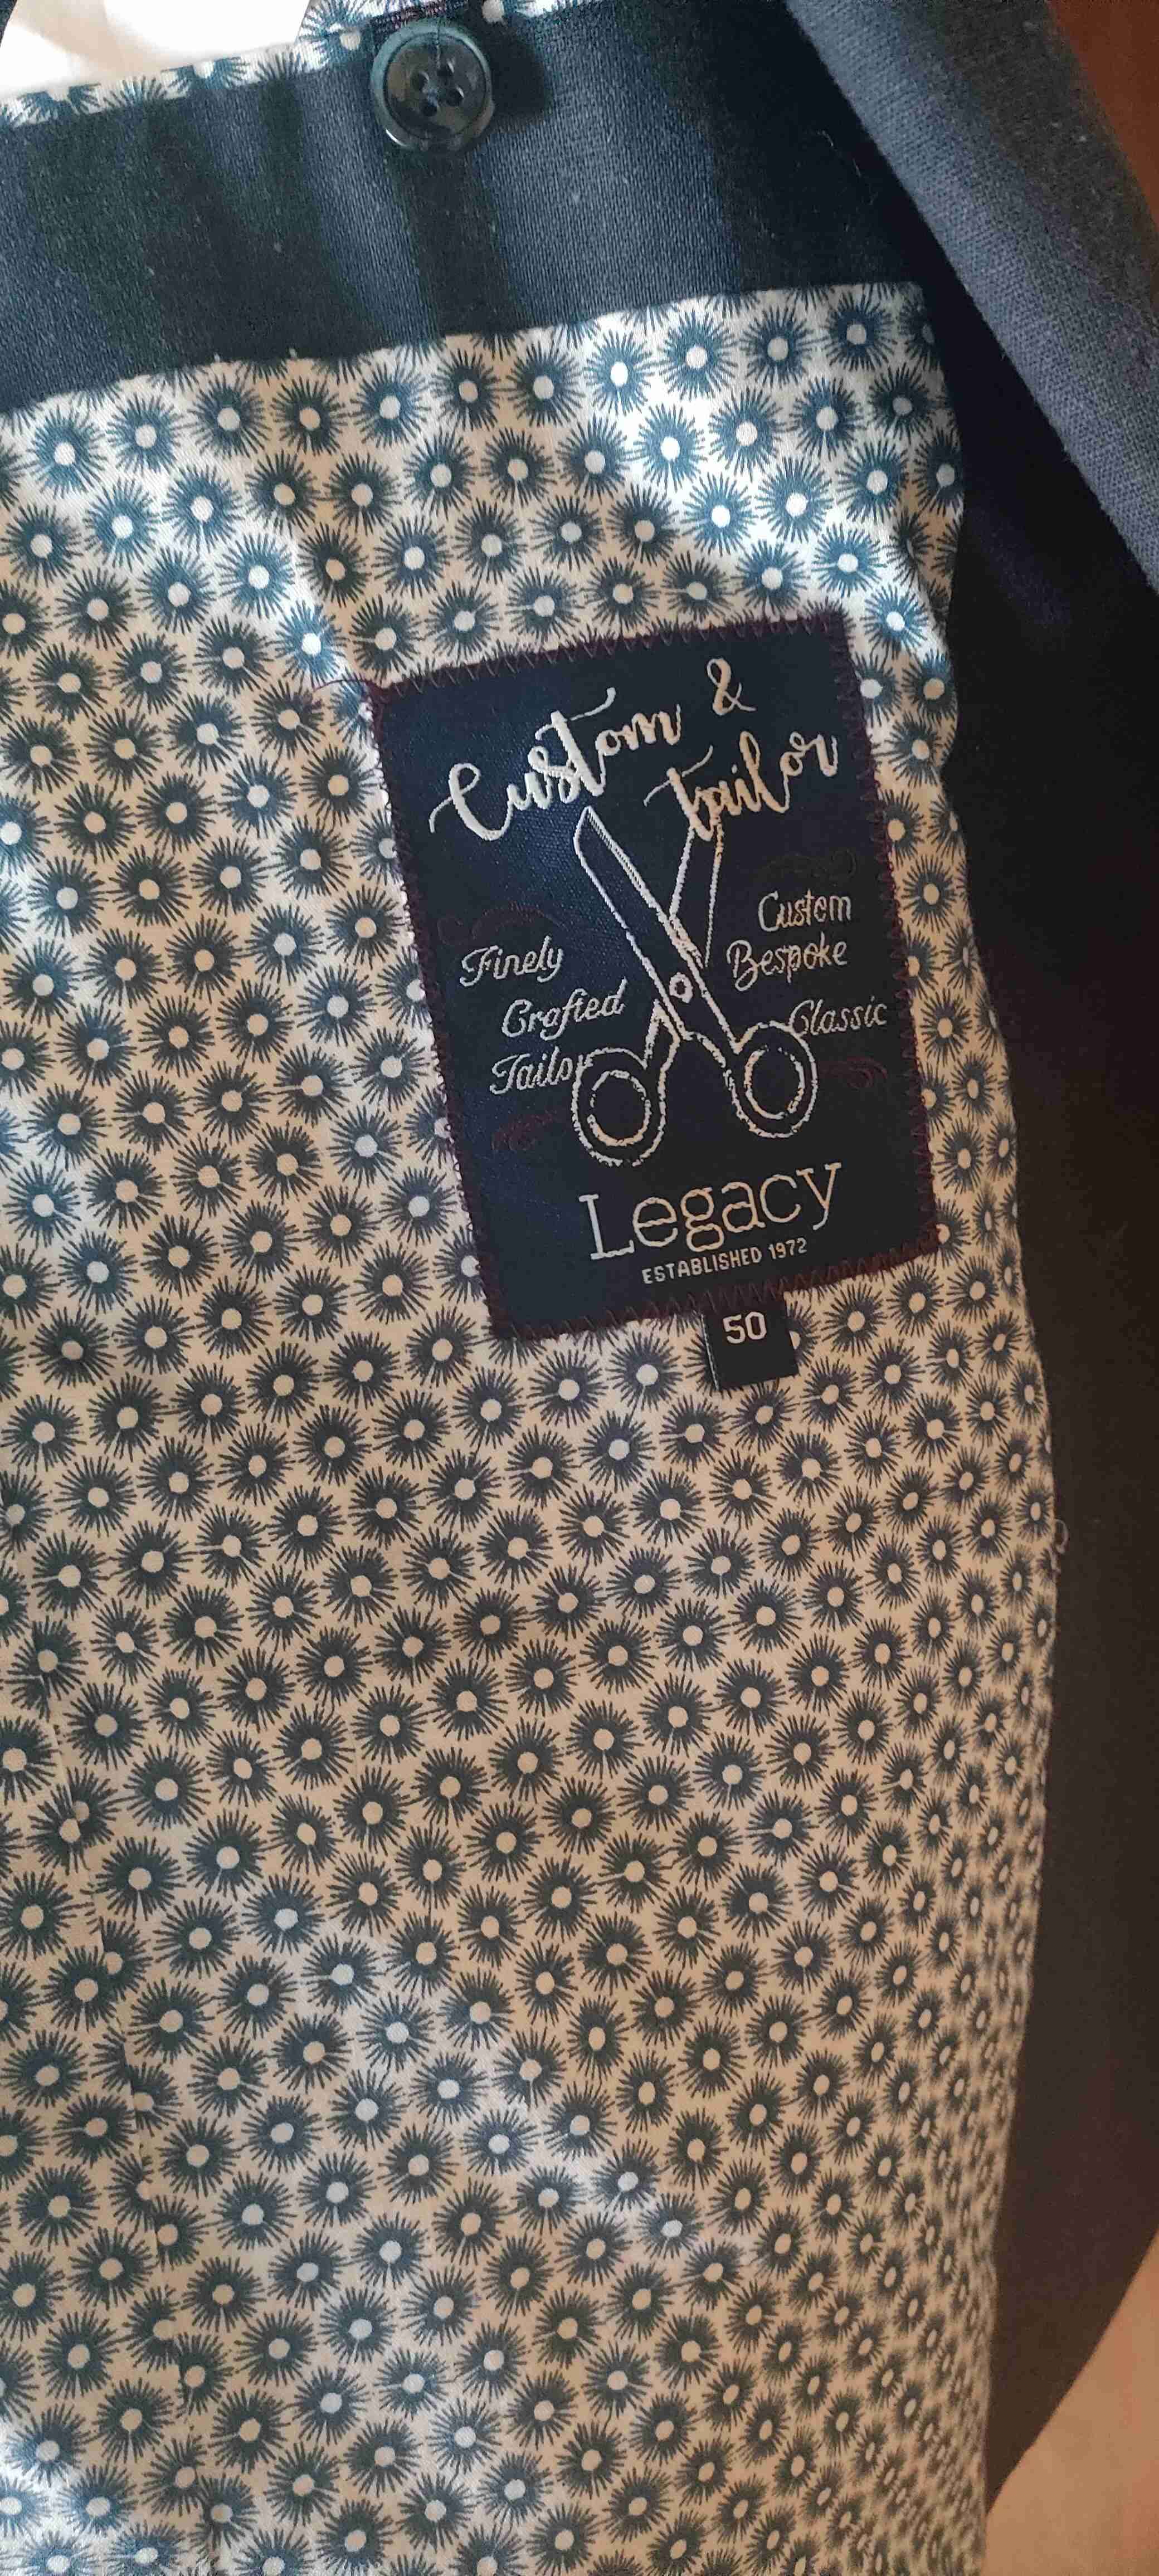 Custom &
tailor
Finely
Crafted
Tailor
Custom
Bespoke
Classic
Legacy
ESTABLISHED 1972
50